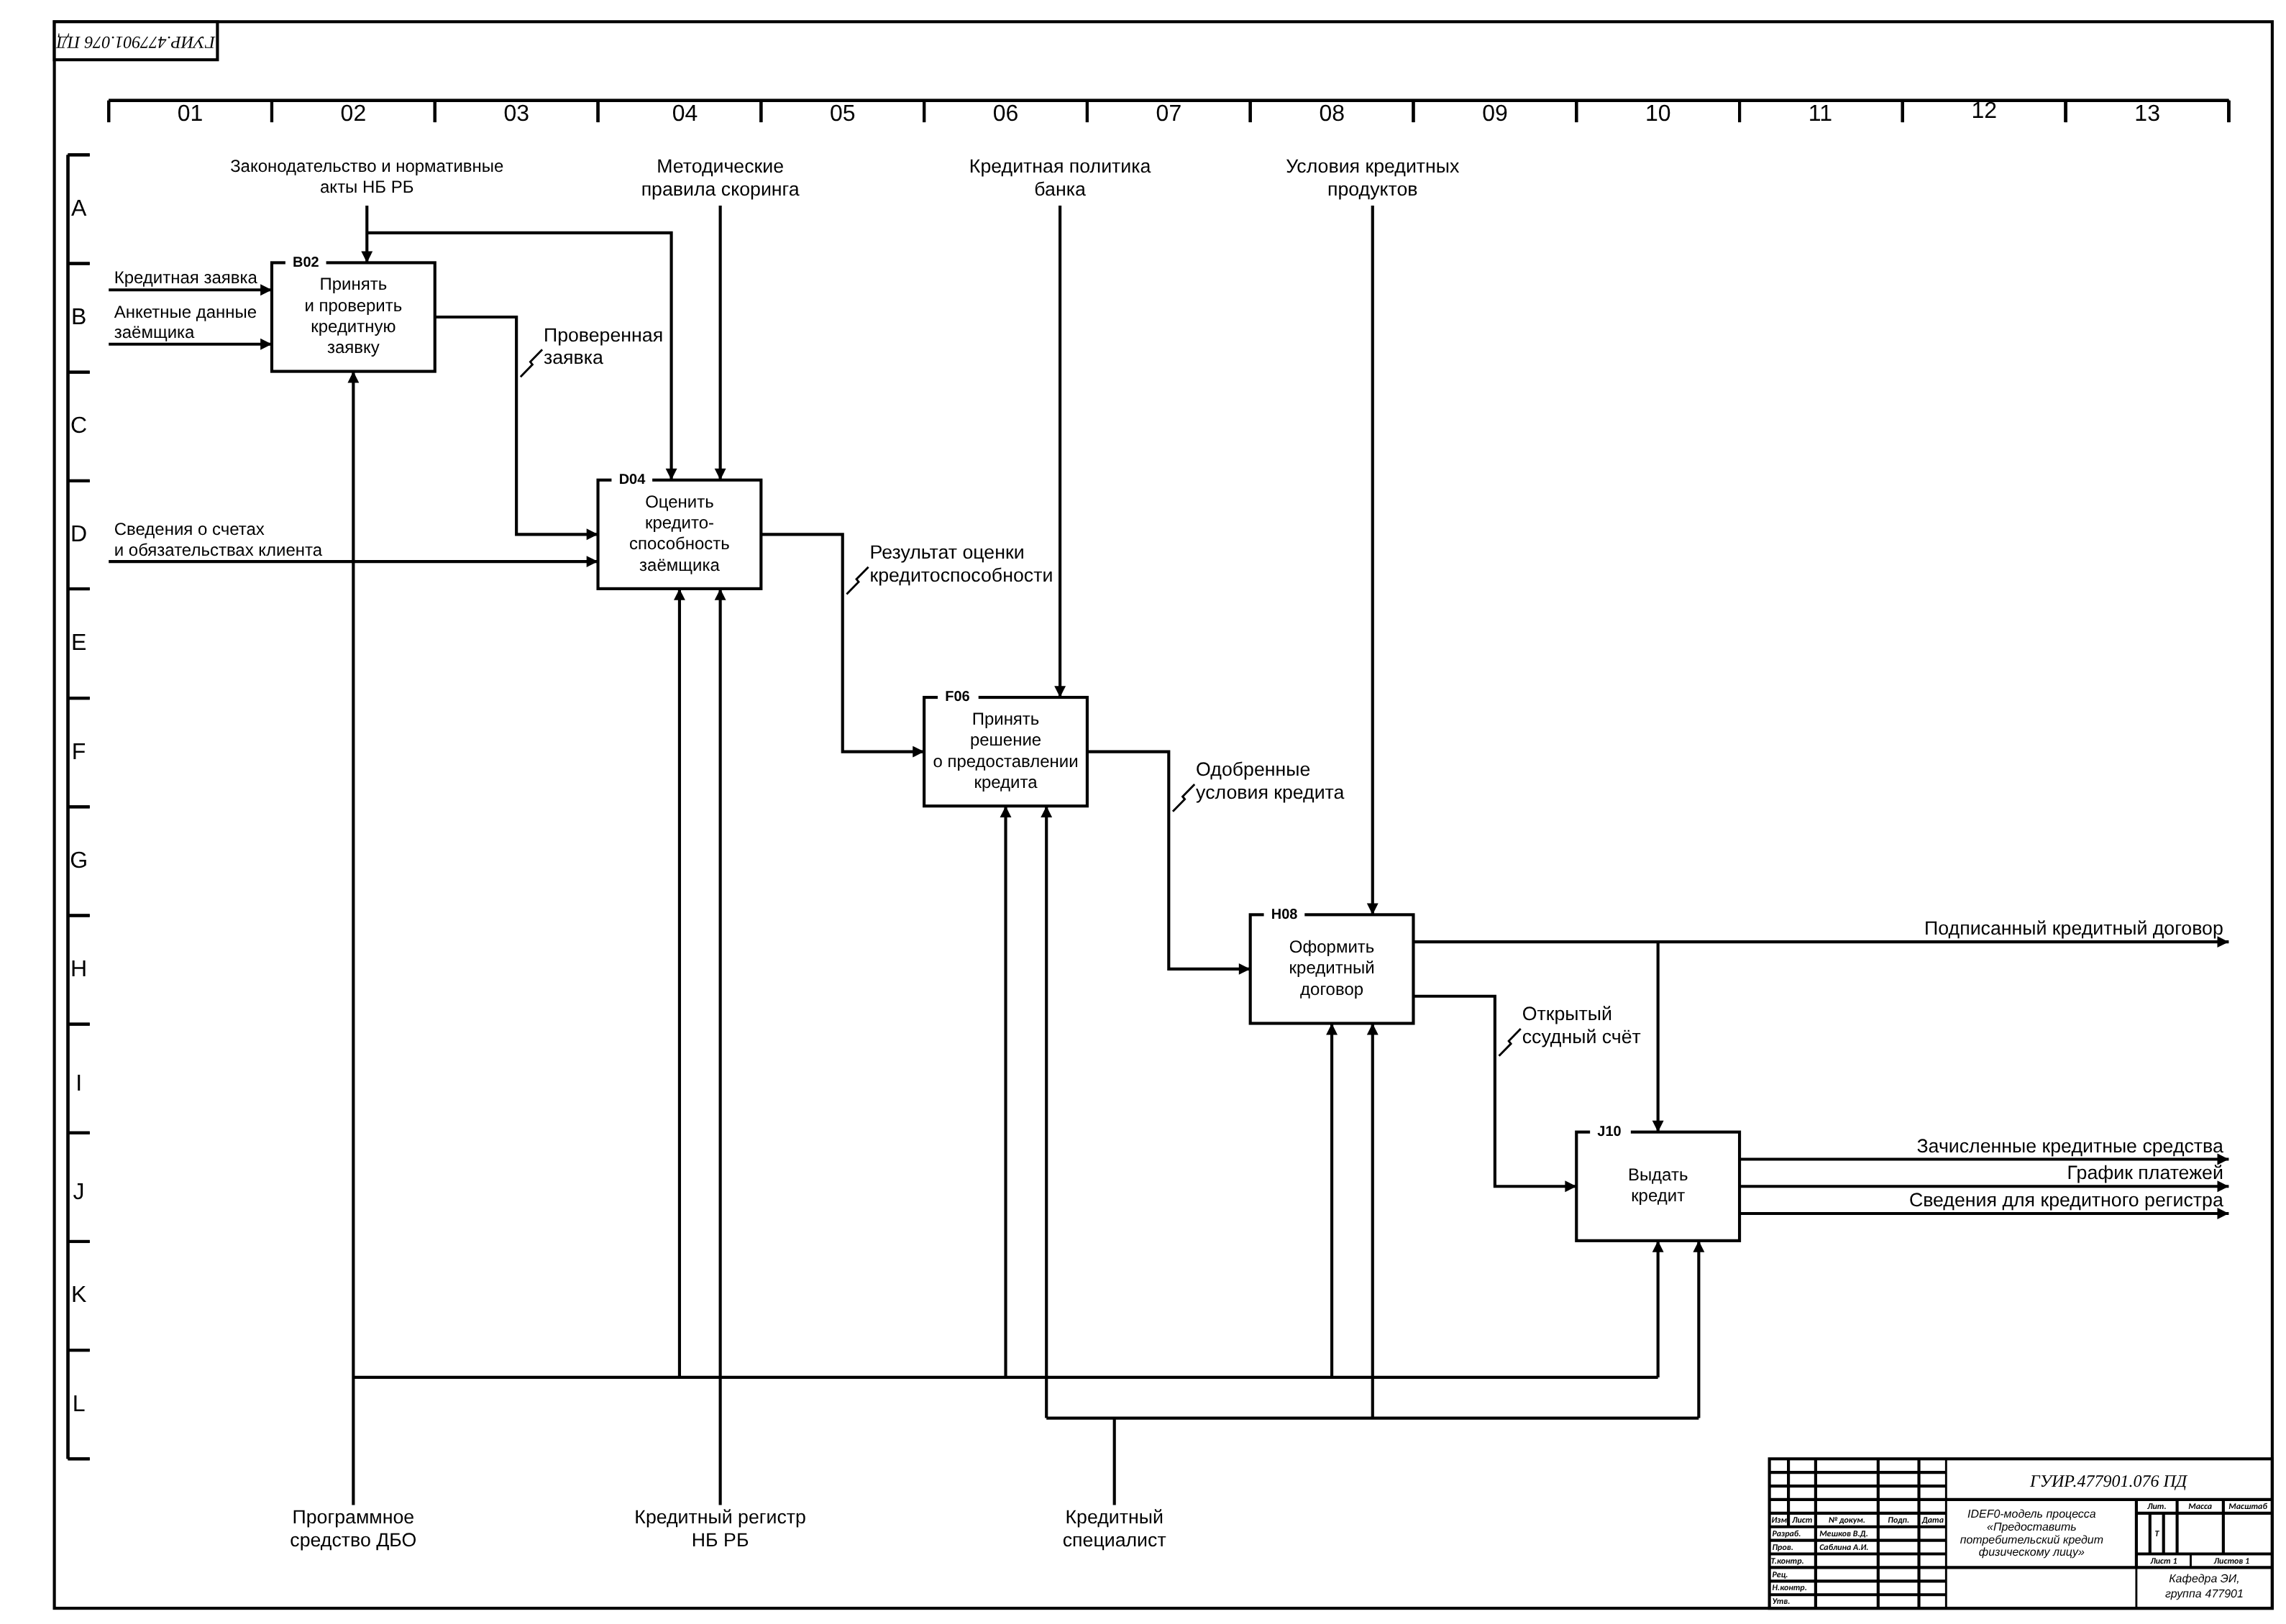 ГУИР.477901.076 ПД
01 02 03 04 05 06 07 08 09 10 11 12 13
Законодательство и нормативные
акты НБ РБ
Методические
правила скоринга
Кредитная политика
банка
Условия кредитных
продуктов
A
B
C
D
E
F
G
H
I
J
K
L
Кредитная заявка
Анкетные данные
заёмщика
B02
Принять
и проверить
кредитную
заявку
Проверенная
заявка
Сведения о счетах
и обязательствах клиента
D04
Оценить
кредито-
способность
заёмщика
Результат оценки
кредитоспособности
F06
Принять
решение
о предоставлении
кредита
Одобренные
условия кредита
H08
Оформить
кредитный
договор
Подписанный кредитный договор
Открытый
ссудный счёт
J10
Выдать
кредит
Зачисленные кредитные средства
График платежей
Сведения для кредитного регистра
Программное
средство ДБО
Кредитный регистр
НБ РБ
Кредитный
специалист
ГУИР.477901.076 ПД
IDEF0-модель процесса
«Предоставить
потребительский кредит
физическому лицу»
Лит. Масса Масштаб
Т
Лист 1 Листов 1
Кафедра ЭИ,
группа 477901
Изм Лист № докум. Подп. Дата
Разраб. Мешков В.Д.
Пров. Саблина А.И.
Т.контр.
Рец.
Н.контр.
Утв.